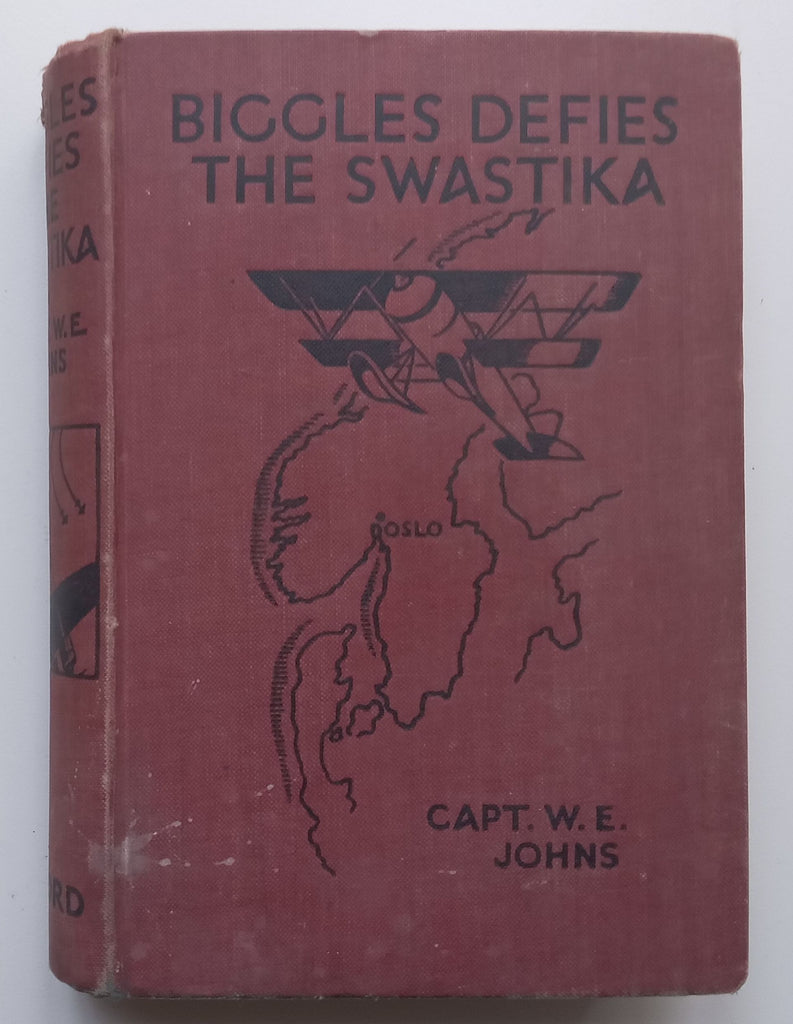 BIGGLES DEFIES
THE SWASTIKA
OSLO
CAPT. W. E.
JOHNS
W.E.